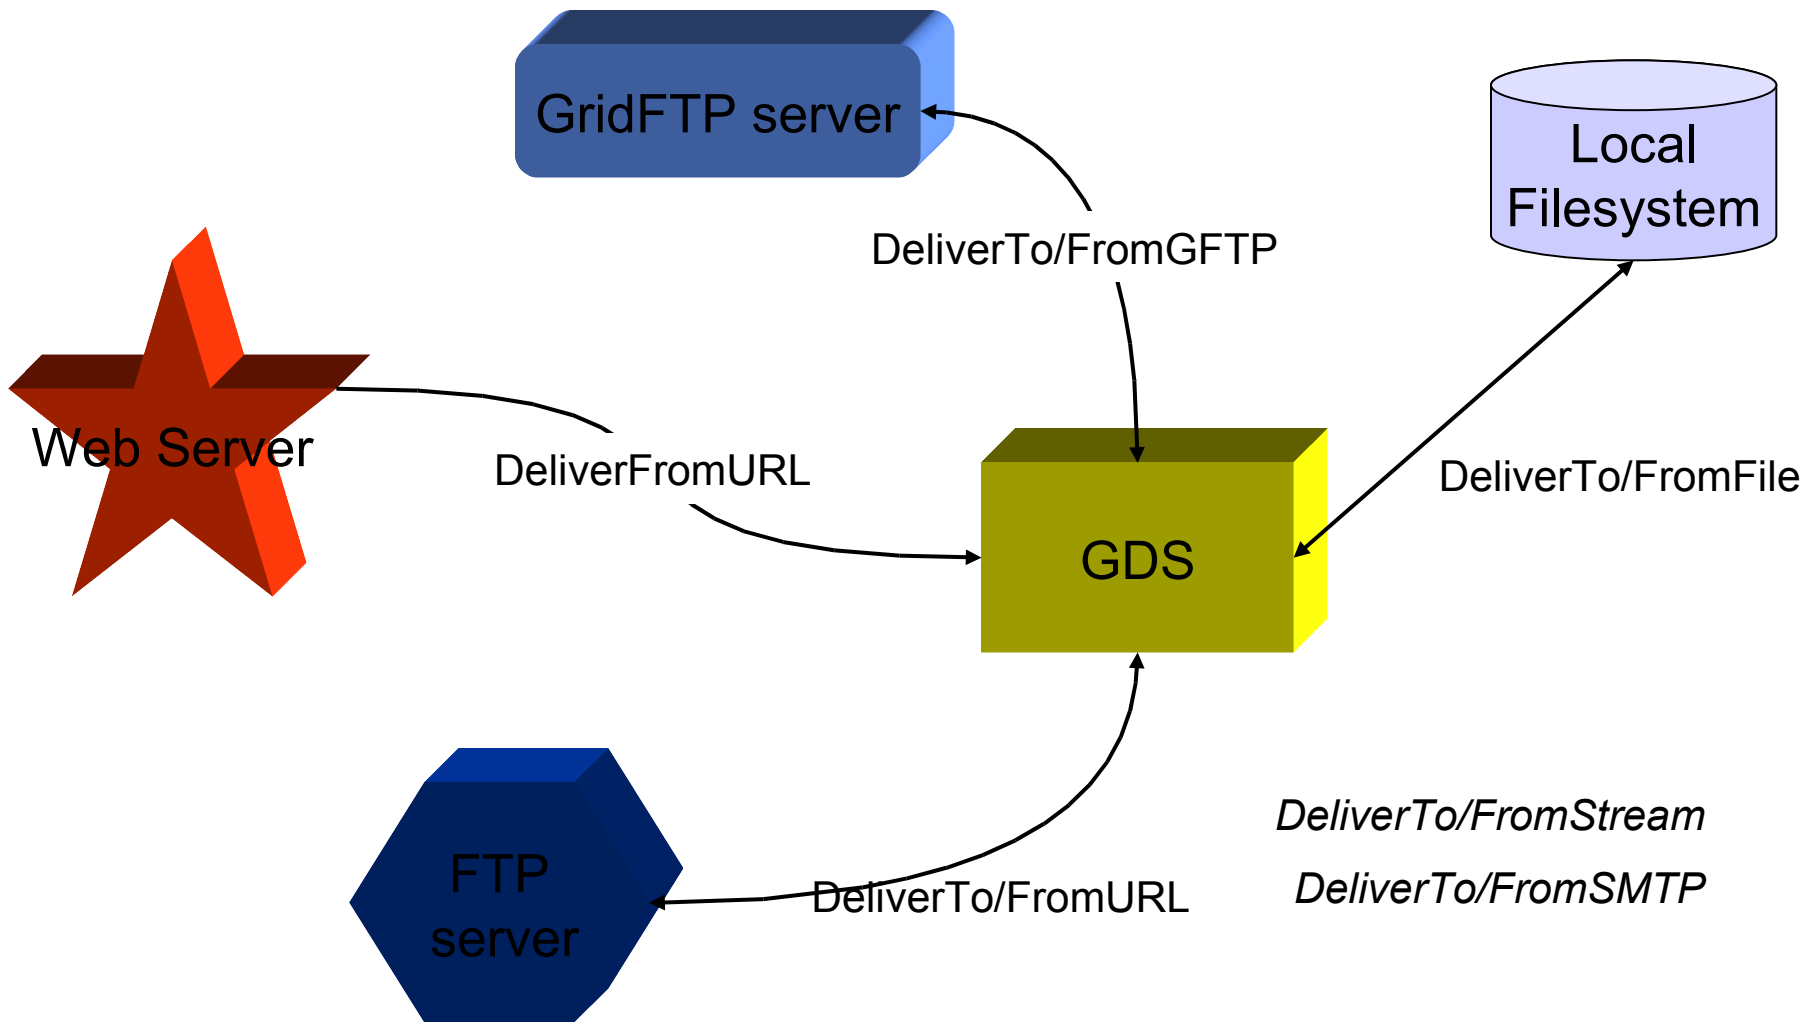 GridFTP server
Local
Filesystem
DeliverTo/FromGFTP
Web Server
DeliverFromURL
DeliverTo/FromFile
GDS
DeliverTo/FromStream
FTP
server
DeliverTo/FromURL
DeliverTo/FromSMTP